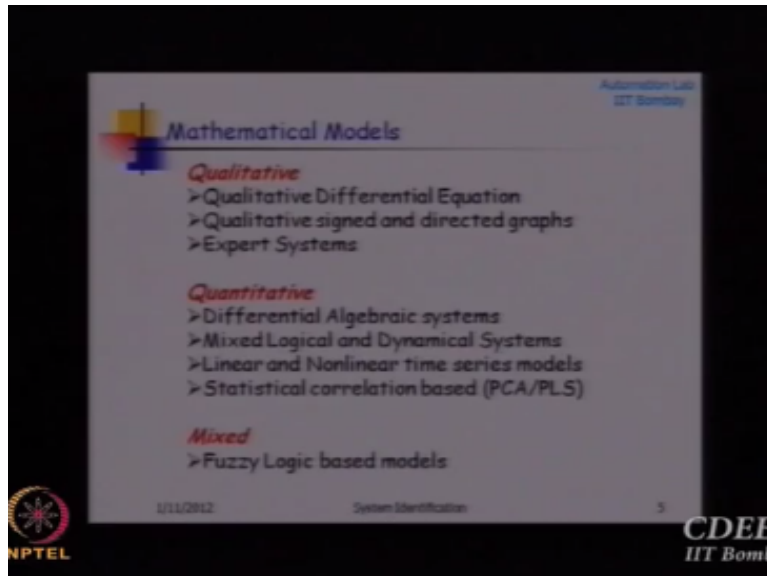 Automation Lab
IIT Bombay
Mathematical Models
Qualitative
➢Qualitative Differential Equation
➢Qualitative signed and directed graphs
➢Expert Systems
Quantitative
➢Differential Algebraic systems
➢Mixed Logical and Dynamical Systems
➢Linear and Nonlinear time series models
➢Statistical correlation based (PCA/PLS)
Mixed
➢Fuzzy Logic based models
1/11/2012 System Identification 5
NPTEL
CDEE
IIT Bomb